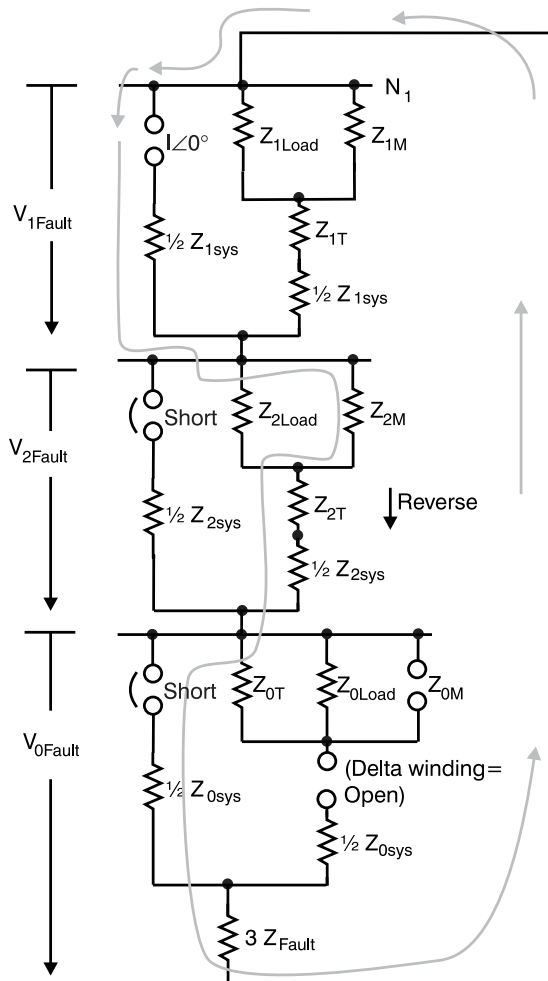 N1
I∠0°
Z1Load
Z1M
V1Fault
½ Z1sys
Z1T
½ Z1sys
Short
Z2Load
Z2M
V2Fault
Z2T
Reverse
½ Z2sys
½ Z2sys
Short
Z0T
Z0Load
Z0M
V0Fault
(Delta winding=
Open)
½ Z0sys
½ Z0sys
3 ZFault